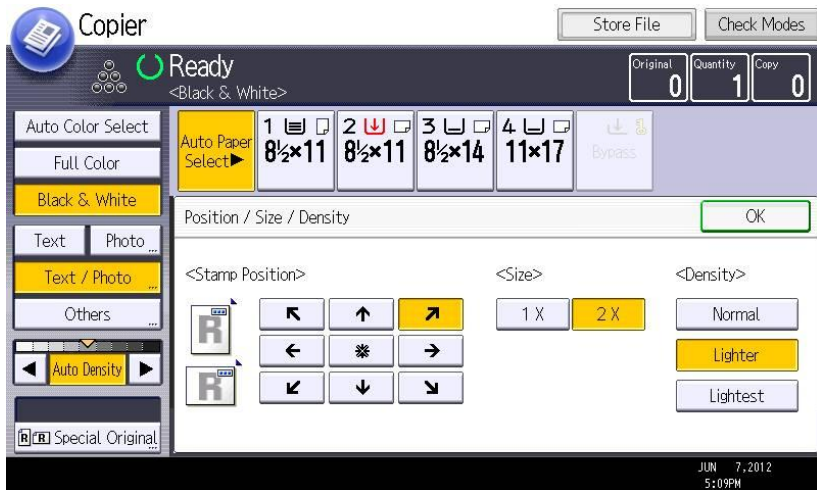 Copier
Store File
Check Modes
Ready
<Black & White>
Original
0
Quantity
1
Copy
0
Auto Color Select
Full Color
Black & White
Text
Photo
Text / Photo
Others
Auto Density
Special Original
Auto Paper
Select▶
1
8½×11
2
8½×11
3
8½×14
4
11×17
Bypass
Position / Size / Density
OK
<Stamp Position>
R
R
<Size>
1 X
2 X
<Density>
Normal
Lighter
Lightest
R R
JUN 7,2012
5:09PM